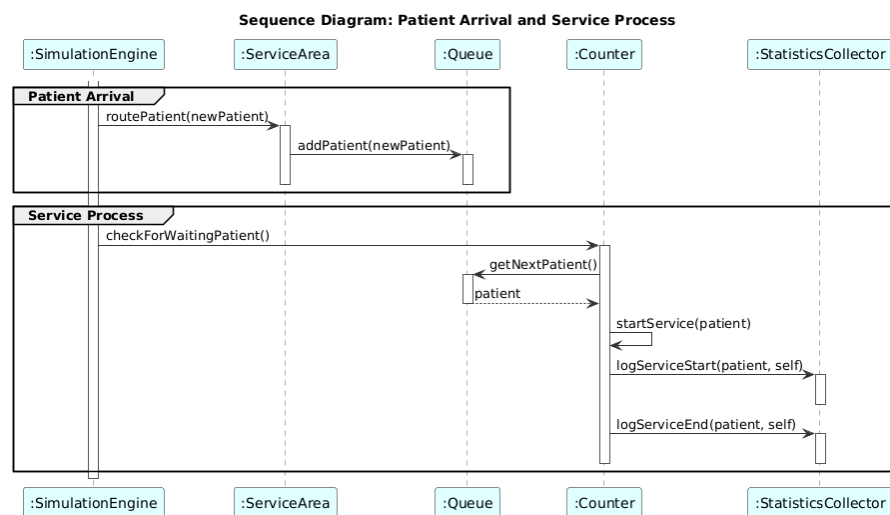 Sequence Diagram: Patient Arrival and Service Process
:SimulationEngine
:ServiceArea
:Queue
:Counter
:StatisticsCollector
Patient Arrival
routePatient(newPatient)
addPatient(newPatient)
Service Process
checkForWaitingPatient()
getNextPatient()
patient
startService(patient)
logServiceStart(patient, self)
logServiceEnd(patient, self)
:SimulationEngine
:ServiceArea
:Queue
:Counter
:StatisticsCollector